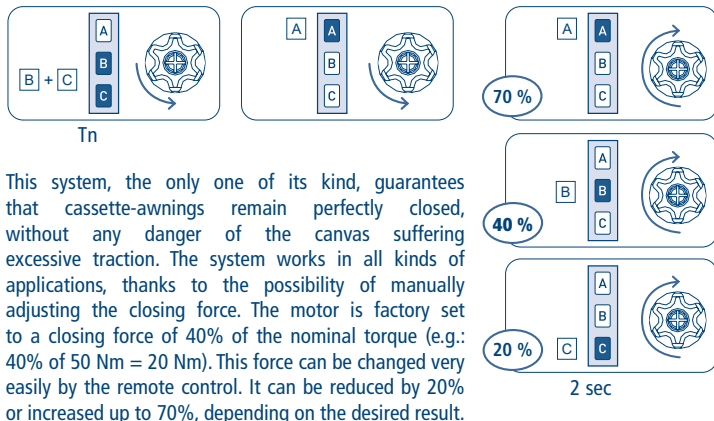 A
B
C
B + C
Tn
A
A
B
C
A
A
B
C
70 %
A
B
B
C
40 %
A
B
C
C
20 %
2 sec
This system, the only one of its kind, guarantees
that cassette-awnings remain perfectly closed,
without any danger of the canvas suffering
excessive traction. The system works in all kinds of
applications, thanks to the possibility of manually
adjusting the closing force. The motor is factory set
to a closing force of 40% of the nominal torque (e.g.:
40% of 50 Nm = 20 Nm). This force can be changed very
easily by the remote control. It can be reduced by 20%
or increased up to 70%, depending on the desired result.